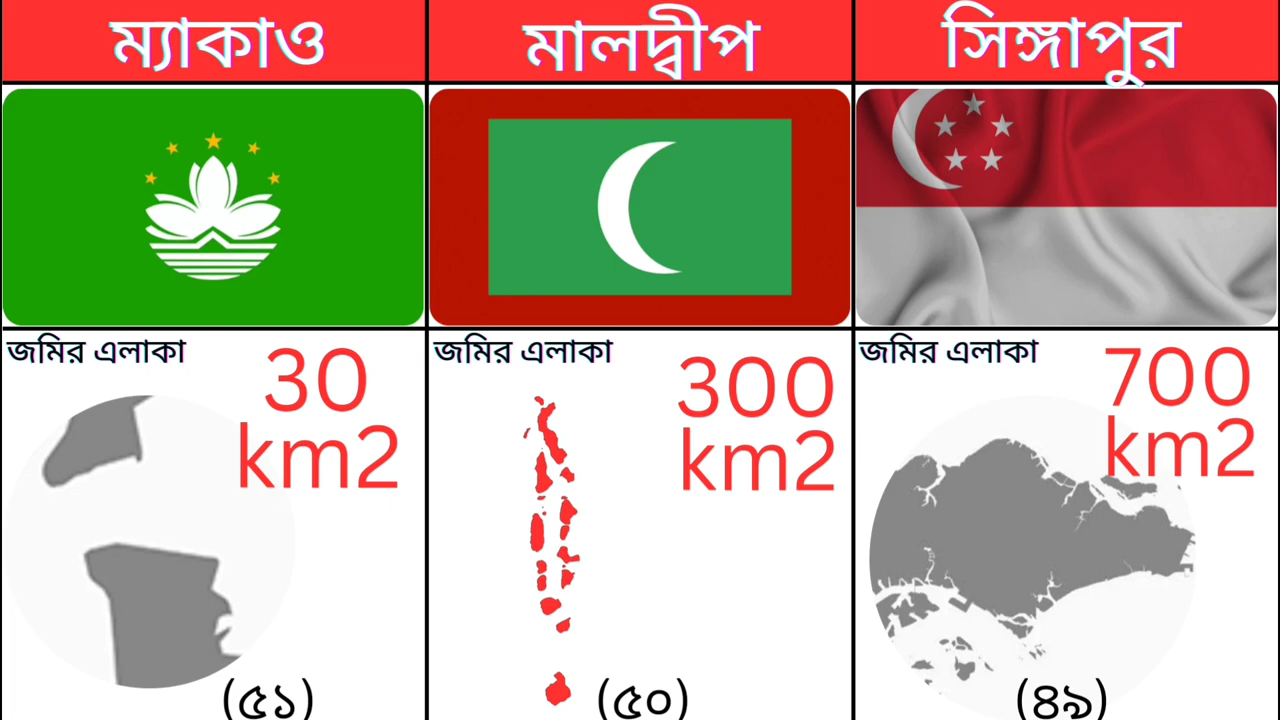 ম্যাকাও
মালদ্বীপ
সিঙ্গাপুর
জমির এলাকা
30
km2
(৫১)
জমির এলাকা
300
km2
(৫০)
জমির এলাকা
700
km2
(৪৯)